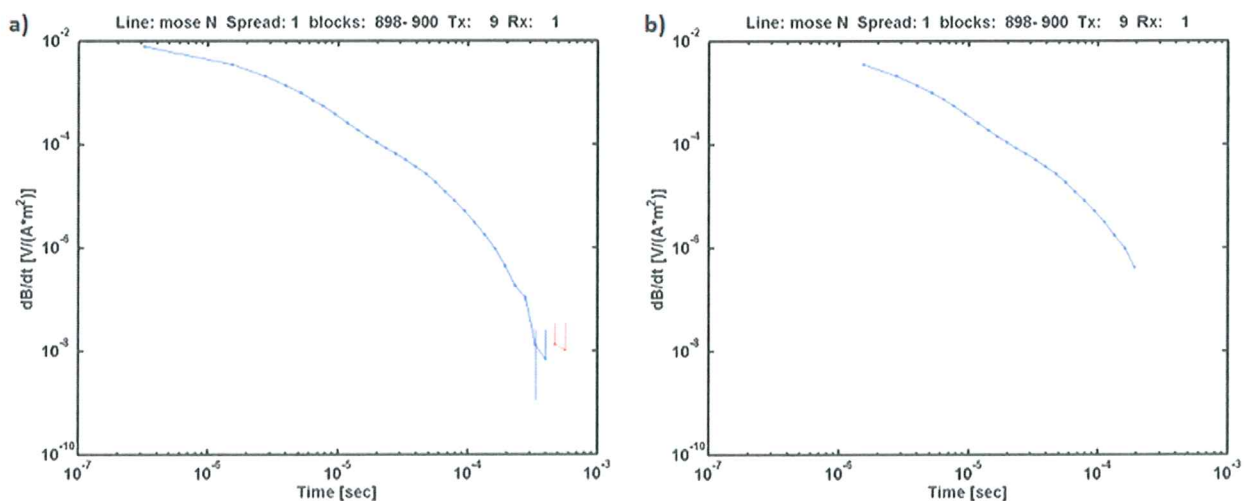 a)
Line: mose N Spread: 1 blocks: 898- 900 Tx: 9 Rx: 1
dB/dt [V/(A*m²)]
10⁻²
10⁻⁴
10⁻⁶
10⁻⁸
10⁻¹⁰
10⁻⁷
10⁻⁶
10⁻⁵
10⁻⁴
10⁻³
Time [sec]
b)
Line: mose N Spread: 1 blocks: 898- 900 Tx: 9 Rx: 1
dB/dt [V/(A*m²)]
10⁻²
10⁻⁴
10⁻⁶
10⁻⁸
10⁻¹⁰
10⁻⁷
10⁻⁶
10⁻⁵
10⁻⁴
10⁻³
Time [sec]